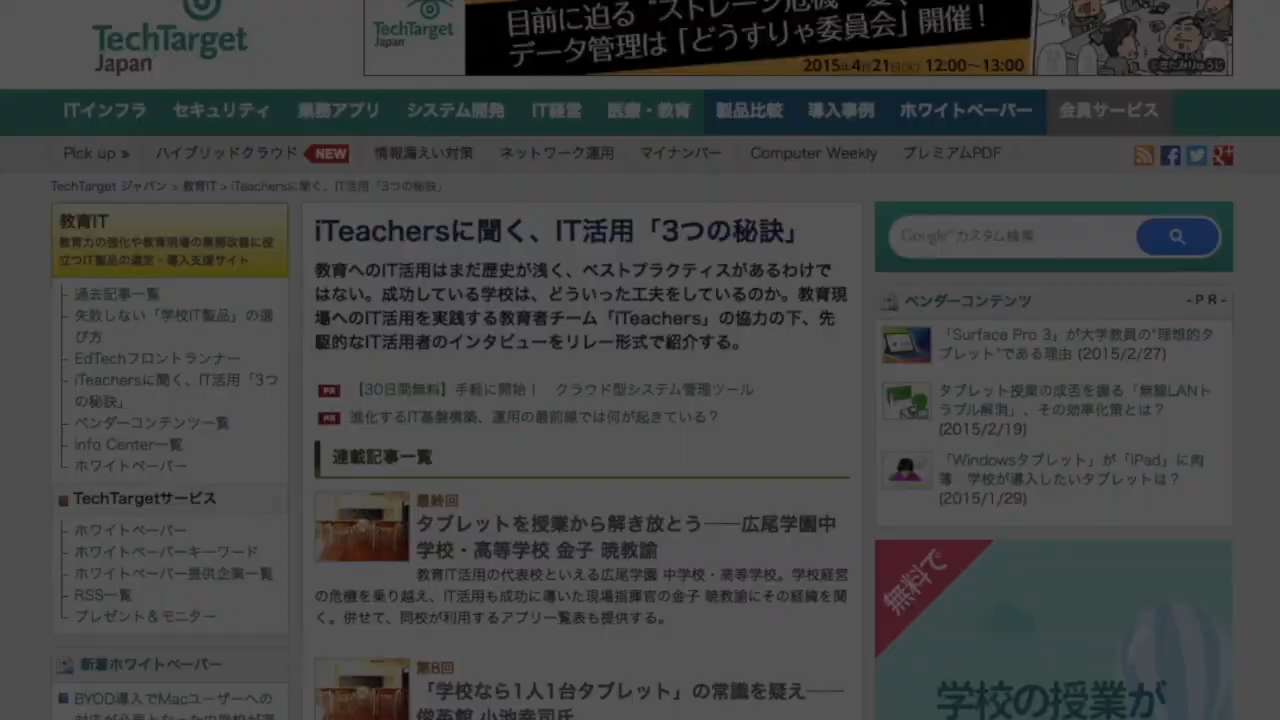 TechTarget
Japan
TechTarget
Japan
目前に迫る“ストレージ危機”
データ管理は「どうすりゃ委員会」開催！
2015年4月21日(火) 12:00〜13:00
ITインフラ セキュリティ 業務アプリ システム開発 IT経営 医療・教育 製品比較 導入事例 ホワイトペーパー 会員サービス
Pick up » ハイブリッドクラウド NEW 情報漏えい対策 ネットワーク運用 マイナンバー Computer Weekly プレミアムPDF
TechTarget ジャパン > 教育IT > iTeachersに聞く、IT活用「3つの秘訣」
教育IT
教育力の強化や教育現場の業務改善に役
立つIT製品の選定・導入支援サイト
過去記事一覧
失敗しない「学校IT製品」の選
び方
EdTechフロントランナー
iTeachersに聞く、IT活用「3つ
の秘訣」
ベンダーコンテンツ一覧
Info Center一覧
ホワイトペーパー
TechTargetサービス
ホワイトペーパー
ホワイトペーパーキーワード
ホワイトペーパー提供企業一覧
RSS一覧
プレゼント＆モニター
新着ホワイトペーパー
BYOD導入でMacユーザーへの
iTeachersに聞く、IT活用「3つの秘訣」
教育へのIT活用はまだ歴史が浅く、ベストプラクティスがあるわけで
はない。成功している学校は、どういった工夫をしているのか。教育現
場へのIT活用を実践する教育者チーム「iTeachers」の協力の下、先
駆的なIT活用者のインタビューをリレー形式で紹介する。
PR 【30日間無料】手軽に開始！ クラウド型システム管理ツール
PR 進化するIT基盤構築、運用の最前線では何が起きている？
連載記事一覧
最終回
タブレットを授業から解き放とう――広尾学園中
学校・高等学校 金子 暁教諭
教育IT活用の代表校といえる広尾学園 中学校・高等学校。学校経営
の危機を乗り越え、IT活用も成功に導いた現場指揮官の金子 暁教諭にその経緯を聞
く。併せて、同校が利用するアプリ一覧表も提供する。
第8回
「学校なら1人1台タブレット」の常識を疑え――
俊英館 小池幸司氏
Google カスタム検索
ベンダーコンテンツ - P R -
「Surface Pro 3」が大学教員の“理想的タ
ブレット”である理由 (2015/2/27)
タブレット授業の成否を握る「無線LANト
ラブル解消」、その効率化策とは？
(2015/2/19)
「Windowsタブレット」が「iPad」に肉
薄 学校が導入したいタブレットは？
(2015/1/29)
無料で
学校の授業が